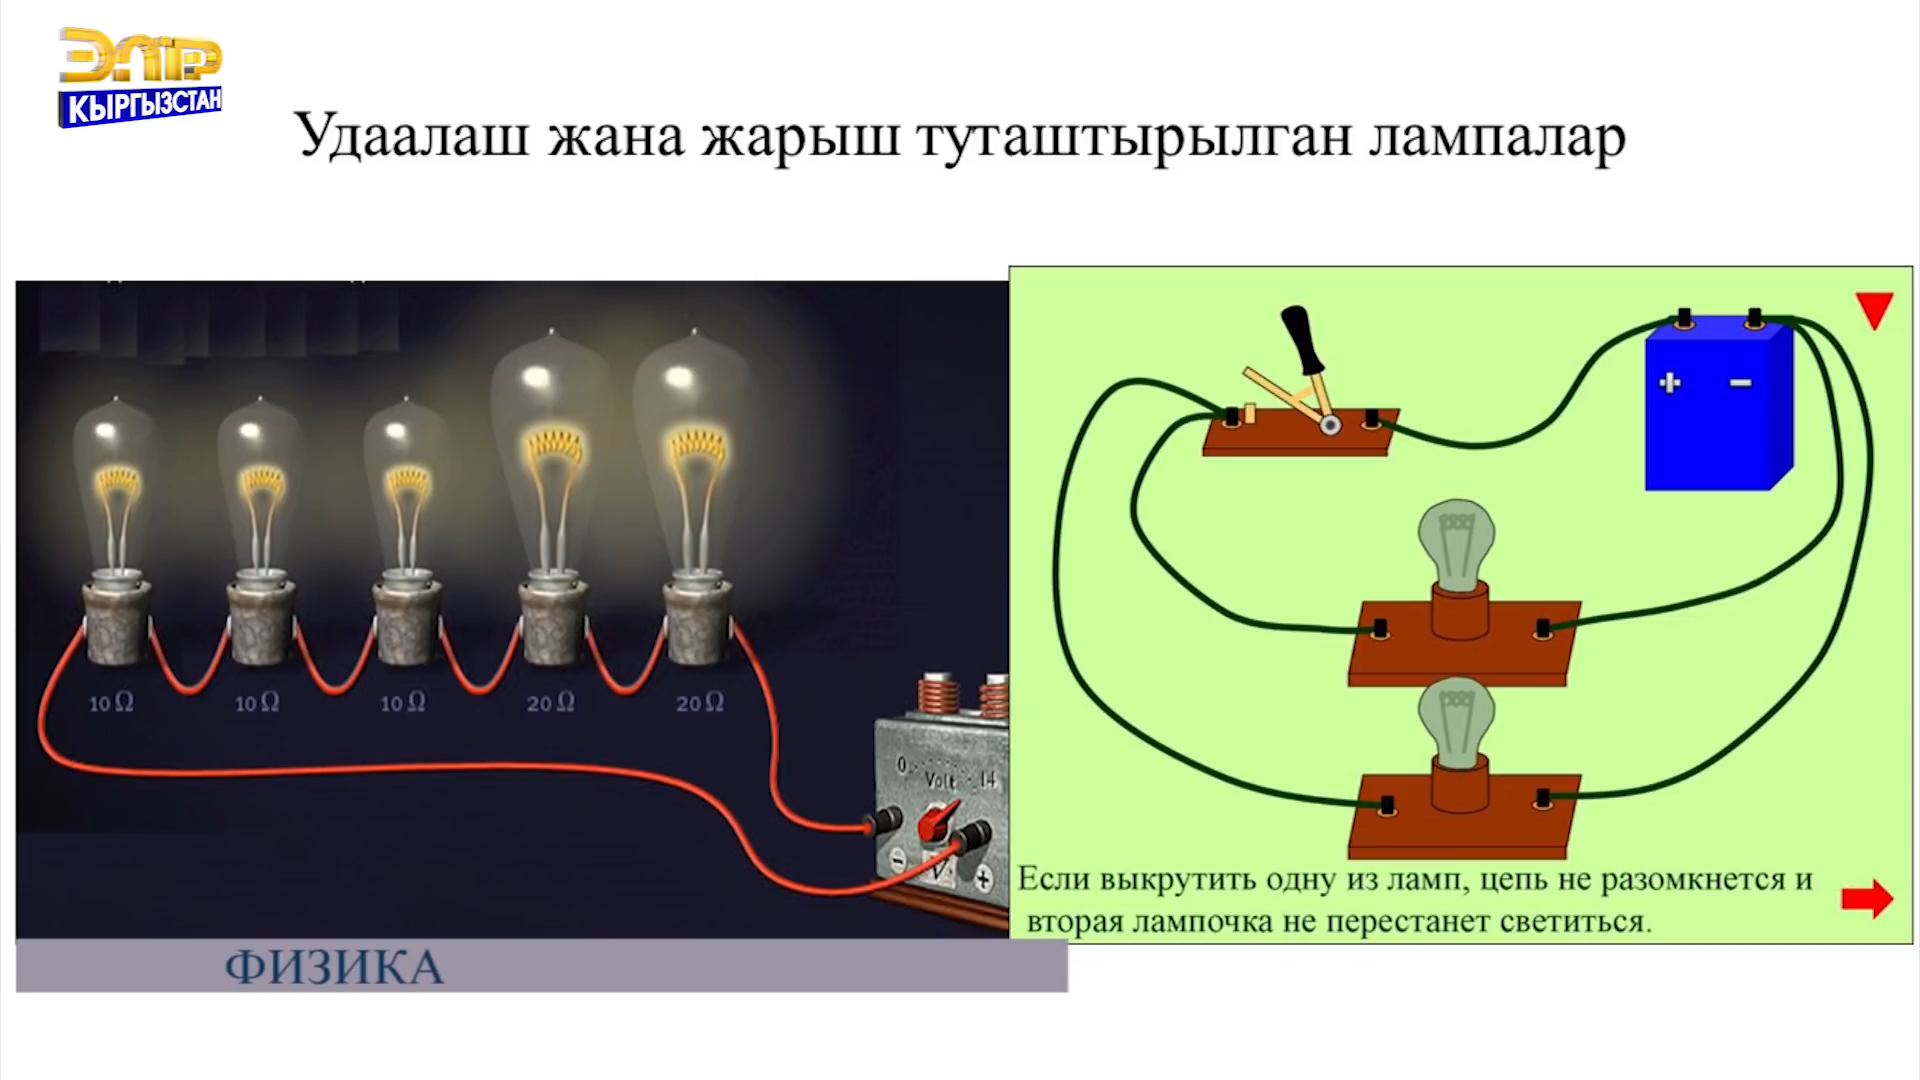 ЭЛТР
КЫРГЫЗСТАН
Удаалаш жана жарыш туташтырылган лампалар
10 Ω 10 Ω 10 Ω 20 Ω 20 Ω
0 Volt 14
− V +
+ −
Если выкрутить одну из ламп, цепь не разомкнется и
вторая лампочка не перестанет светиться.
ФИЗИКА